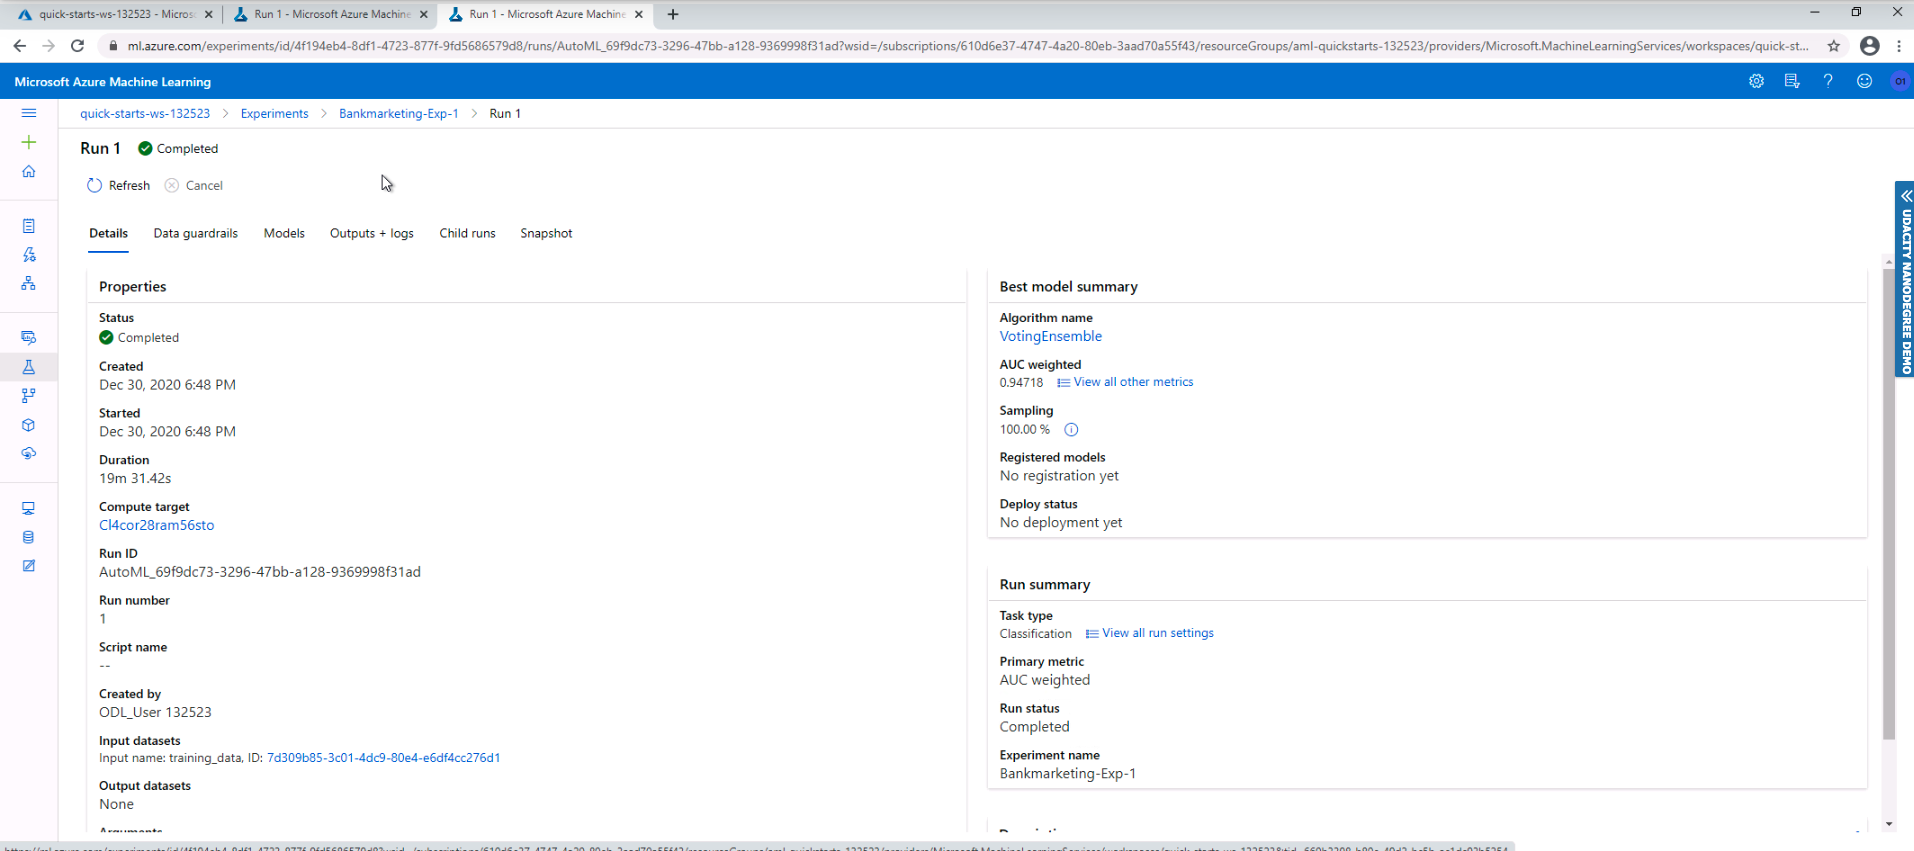 quick-starts-ws-132523 - Micros
Run 1 - Microsoft Azure Machine
Run 1 - Microsoft Azure Machine
ml.azure.com/experiments/id/4f194eb4-8df1-4723-877f-9fd5686579d8/runs/AutoML_69f9dc73-3296-47bb-a128-9369998f31ad?wsid=/subscriptions/610d6e37-4747-4a20-80eb-3aad70a55f43/resourceGroups/aml-quickstarts-132523/providers/Microsoft.MachineLearningServices/workspaces/quick-st...
Microsoft Azure Machine Learning
01
quick-starts-ws-132523 > Experiments > Bankmarketing-Exp-1 > Run 1
Run 1 Completed
Refresh Cancel
Details Data guardrails Models Outputs + logs Child runs Snapshot
Properties
Status
Completed
Created
Dec 30, 2020 6:48 PM
Started
Dec 30, 2020 6:48 PM
Duration
19m 31.42s
Compute target
Cl4cor28ram56sto
Run ID
AutoML_69f9dc73-3296-47bb-a128-9369998f31ad
Run number
1
Script name
--
Created by
ODL_User 132523
Input datasets
Input name: training_data, ID: 7d309b85-3c01-4dc9-80e4-e6df4cc276d1
Output datasets
None
Arguments
Best model summary
Algorithm name
VotingEnsemble
AUC weighted
0.94718 View all other metrics
Sampling
100.00 %
Registered models
No registration yet
Deploy status
No deployment yet
Run summary
Task type
Classification View all run settings
Primary metric
AUC weighted
Run status
Completed
Experiment name
Bankmarketing-Exp-1
UDACITY NANODEGREE DEMO